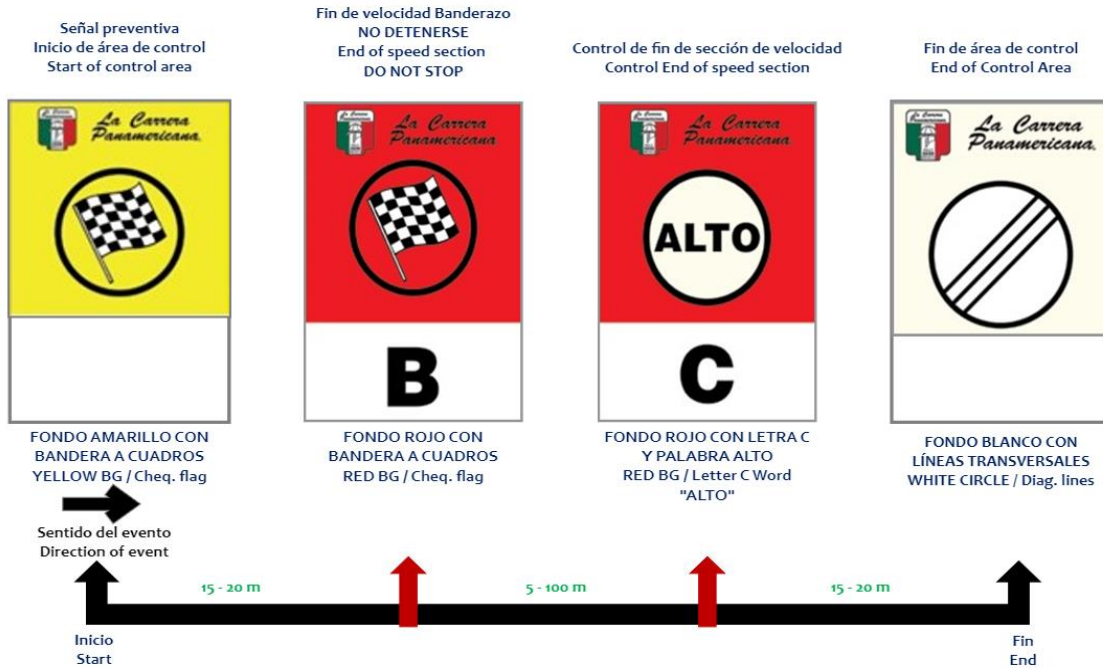 Señal preventiva
Inicio de área de control
Start of control area
Fin de velocidad Banderazo
NO DETENERSE
End of speed section
DO NOT STOP
Control de fin de sección de velocidad
Control End of speed section
Fin de área de control
End of Control Area
La Carrera
Panamericana
La Carrera
Panamericana
La Carrera
Panamericana
La Carrera
Panamericana
ALTO
B
C
FONDO AMARILLO CON
BANDERA A CUADROS
YELLOW BG / Cheq. flag
FONDO ROJO CON
BANDERA A CUADROS
RED BG / Cheq. flag
FONDO ROJO CON LETRA C
Y PALABRA ALTO
RED BG / Letter C Word
"ALTO"
FONDO BLANCO CON
LÍNEAS TRANSVERSALES
WHITE CIRCLE / Diag. lines
Sentido del evento
Direction of event
15 - 20 m
5 - 100 m
15 - 20 m
Inicio
Start
Fin
End